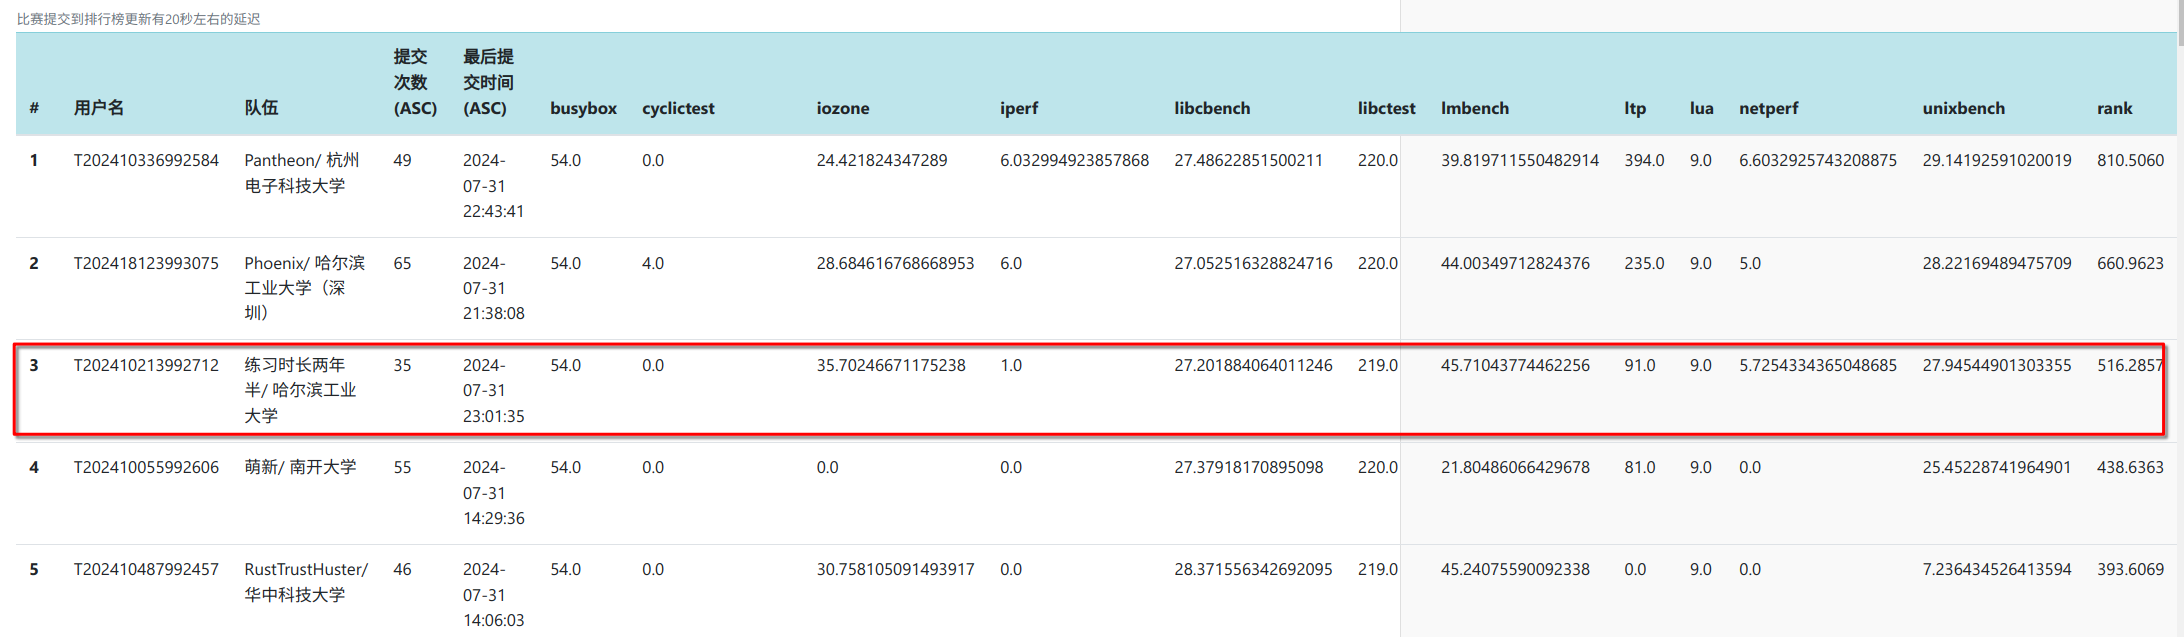 比赛提交到排行榜更新有20秒左右的延迟
# 用户名 队伍 提交次数(ASC) 最后提交时间(ASC) busybox cyclictest iozone iperf libcbench libctest lmbench ltp lua netperf unixbench rank
1 T202410336992584 Pantheon/ 杭州电子科技大学 49 2024-07-31 22:43:41 54.0 0.0 24.421824347289 6.032994923857868 27.48622851500211 220.0 39.819711550482914 394.0 9.0 6.6032925743208875 29.14192591020019 810.5060
2 T202418123993075 Phoenix/ 哈尔滨工业大学（深圳） 65 2024-07-31 21:38:08 54.0 4.0 28.684616768668953 6.0 27.052516328824716 220.0 44.00349712824376 235.0 9.0 5.0 28.22169489475709 660.9623
3 T202410213992712 练习时长两年半/ 哈尔滨工业大学 35 2024-07-31 23:01:35 54.0 0.0 35.70246671175238 1.0 27.201884064011246 219.0 45.71043774462256 91.0 9.0 5.7254334365048685 27.94544901303355 516.2857
4 T202410055992606 萌新/ 南开大学 55 2024-07-31 14:29:36 54.0 0.0 0.0 0.0 27.37918170895098 220.0 21.80486066429678 81.0 9.0 0.0 25.45228741964901 438.6363
5 T202410487992457 RustTrustHuster/ 华中科技大学 46 2024-07-31 14:06:03 54.0 0.0 30.758105091493917 0.0 28.371556342692095 219.0 45.24075590092338 0.0 9.0 0.0 7.236434526413594 393.6069